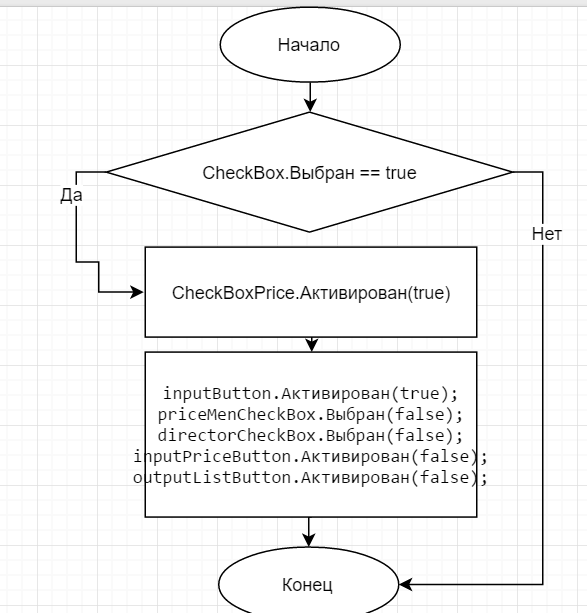 Начало
CheckBox.Выбран == true
Да
Нет
CheckBoxPrice.Активирован(true)
inputButton.Активирован(true);
priceMenCheckBox.Выбран(false);
directorCheckBox.Выбран(false);
inputPriceButton.Активирован(false);
outputListButton.Активирован(false);
Конец